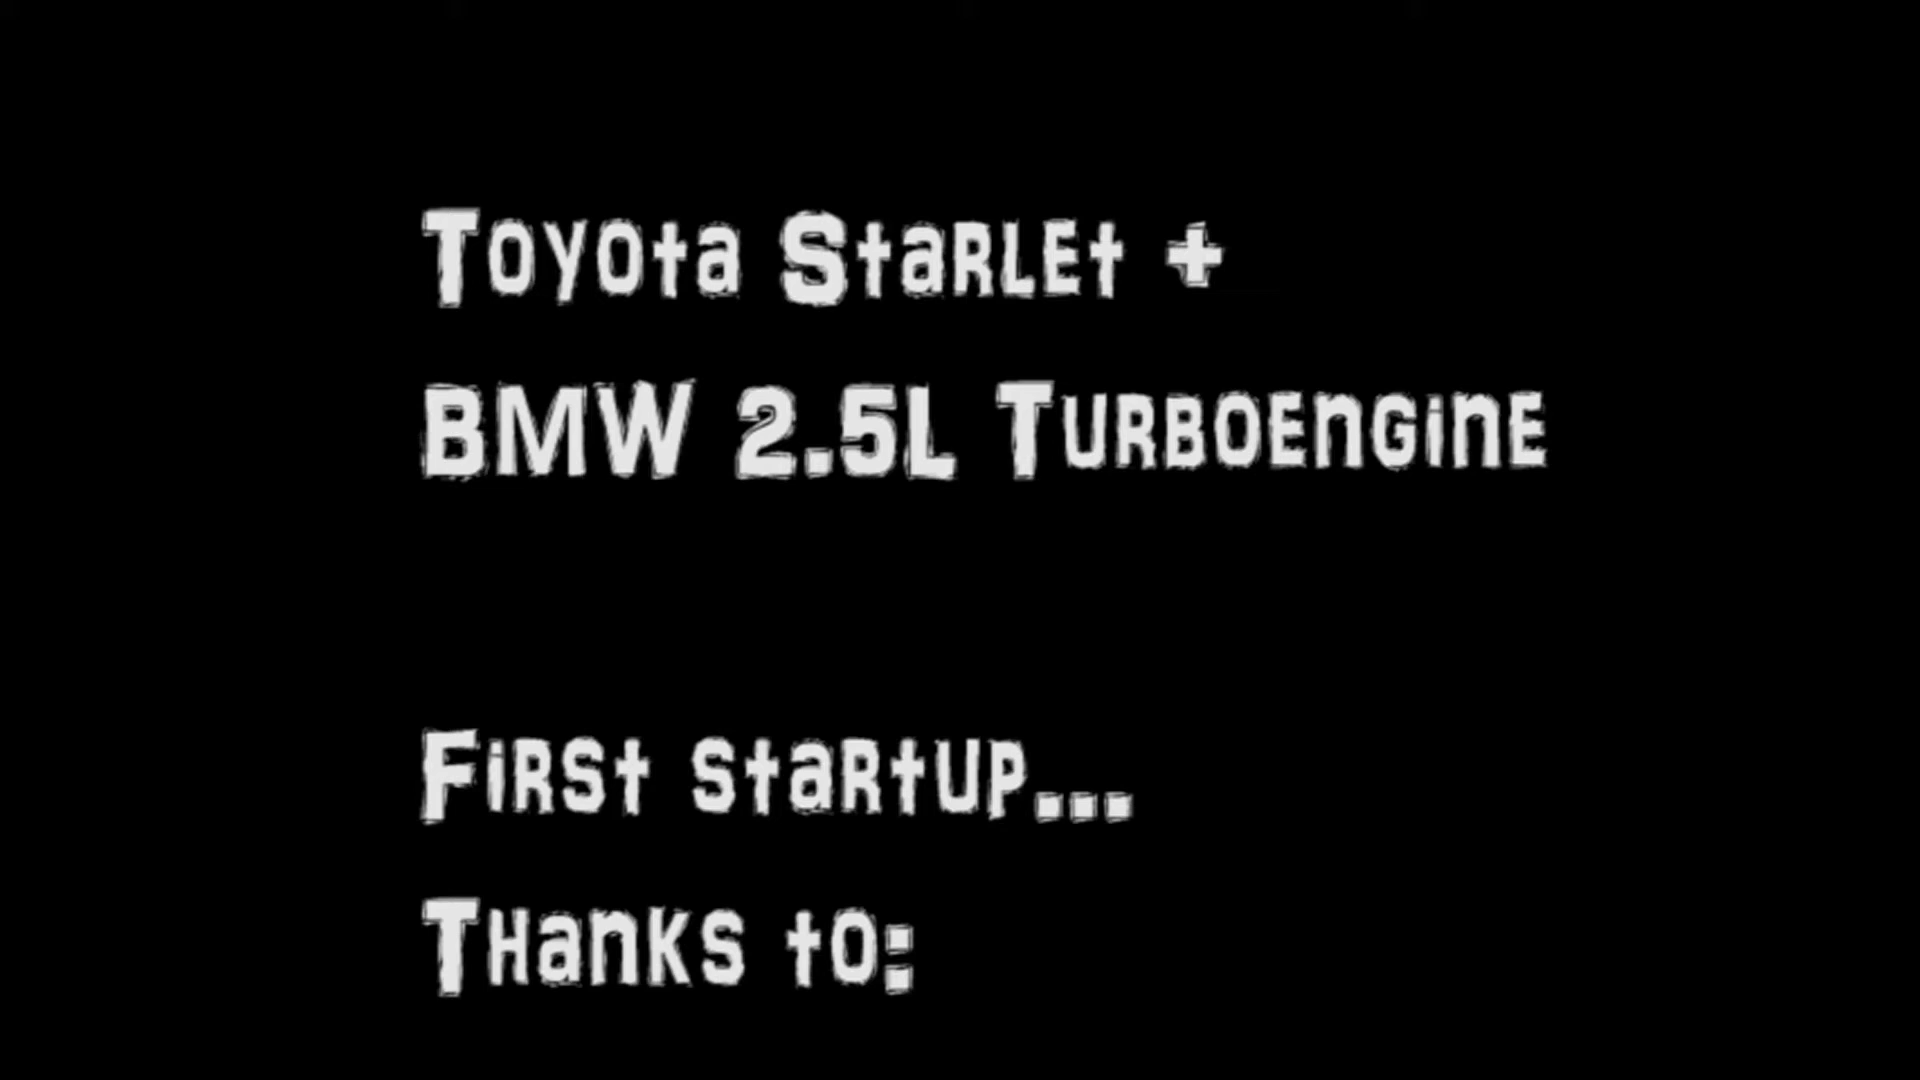 Toyota Starlet +
BMW 2.5L Turboengine
First startup...
Thanks to: